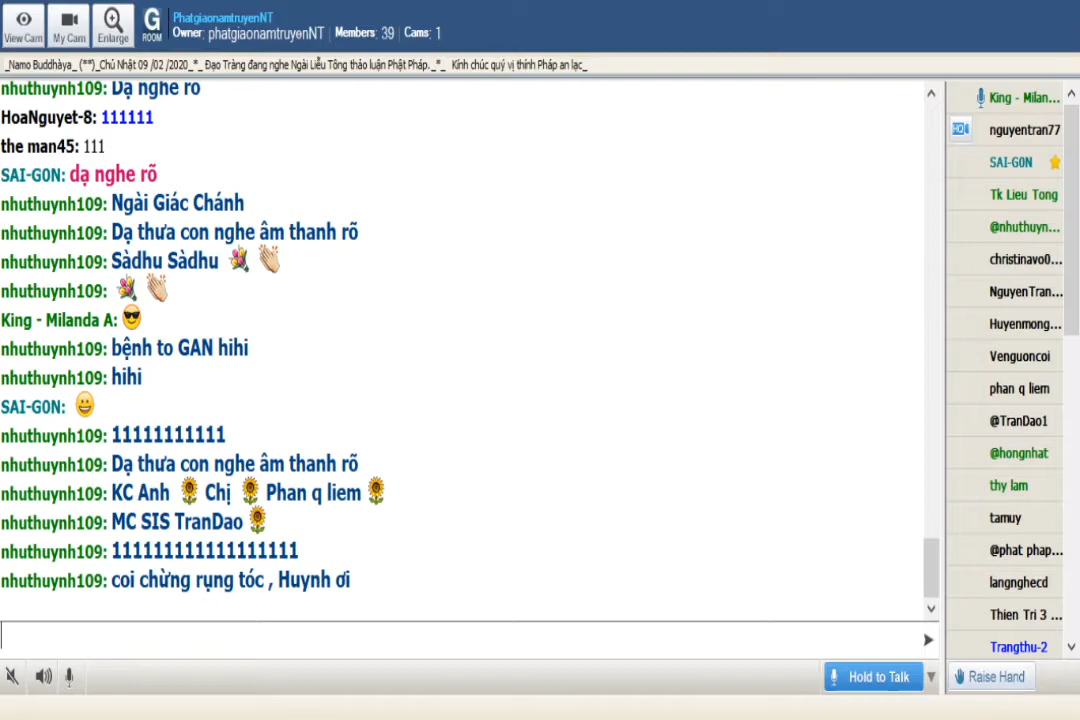 View Cam
My Cam
Enlarge
G ROOM
PhatgiaonamtruyenNT
Owner: phatgiaonamtruyenNT Members: 39 Cams: 1
_Namo Buddhàya_ (**)_Chủ Nhật 09 /02 /2020_*_ Đạo Tràng đang nghe Ngài Liễu Tông thảo luận Phật Pháp._*_ Kính chúc quý vị thính Pháp an lạc_
nhuthuynh109: Dạ nghe rõ
HoaNguyet-8: 111111
the man45: 111
SAI-G0N: dạ nghe rõ
nhuthuynh109: Ngài Giác Chánh
nhuthuynh109: Dạ thưa con nghe âm thanh rõ
nhuthuynh109: Sàdhu Sàdhu 💐 👏
nhuthuynh109: 💐 👏
King - Milanda A: 😎
nhuthuynh109: bệnh to GAN hihi
nhuthuynh109: hihi
SAI-G0N: 😀
nhuthuynh109: 11111111111
nhuthuynh109: Dạ thưa con nghe âm thanh rõ
nhuthuynh109: KC Anh 🌻 Chị 🌻 Phan q liem 🌻
nhuthuynh109: MC SIS TranDao 🌻
nhuthuynh109: 111111111111111111
nhuthuynh109: coi chừng rụng tóc , Huynh ơi
King - Milan...
nguyentran77
SAI-G0N
Tk Lieu Tong
@nhuthuyn...
christinavo0...
NguyenTran...
Huyenmong...
Venguoncoi
phan q liem
@TranDao1
@hongnhat
thy lam
tamuy
@phat phap...
langnghecd
Thien Tri 3 ...
Trangthu-2
Hold to Talk
Raise Hand